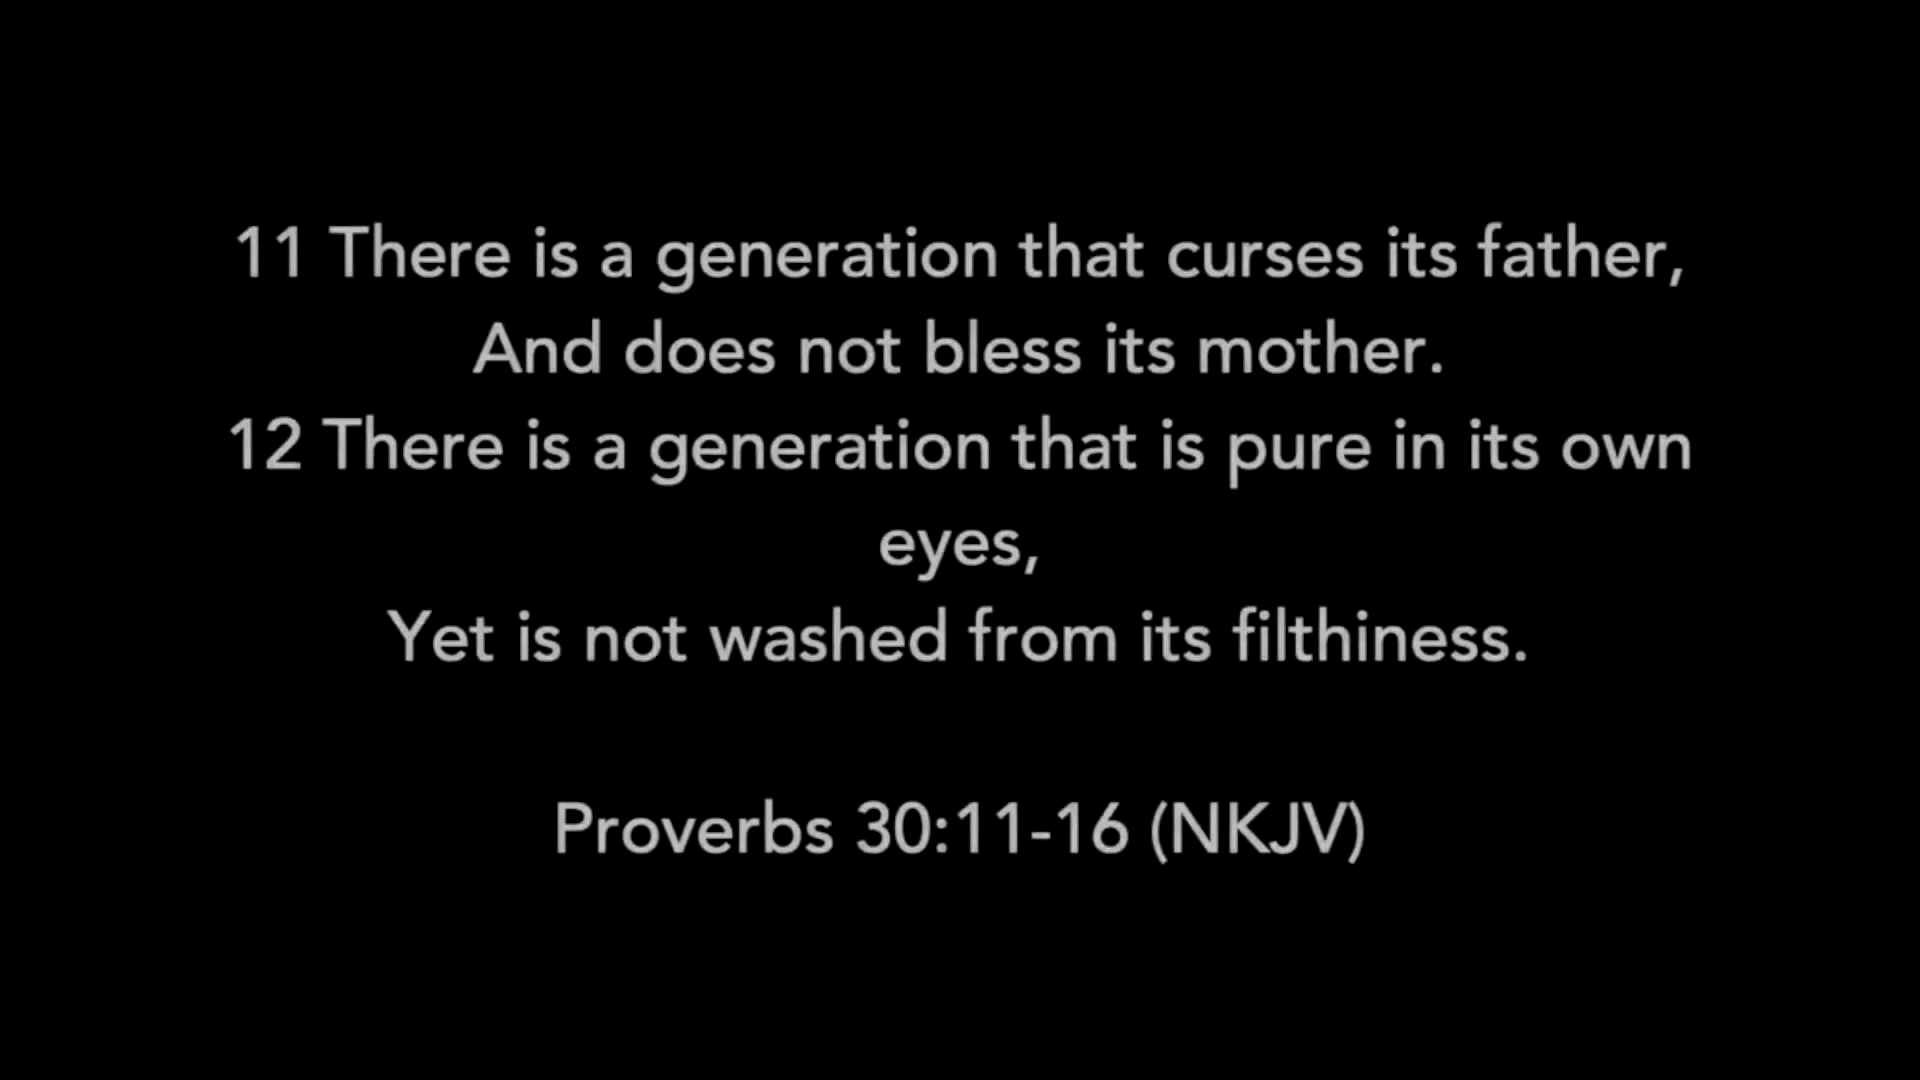 11 There is a generation that curses its father,
And does not bless its mother.
12 There is a generation that is pure in its own
eyes,
Yet is not washed from its filthiness.
Proverbs 30:11-16 (NKJV)